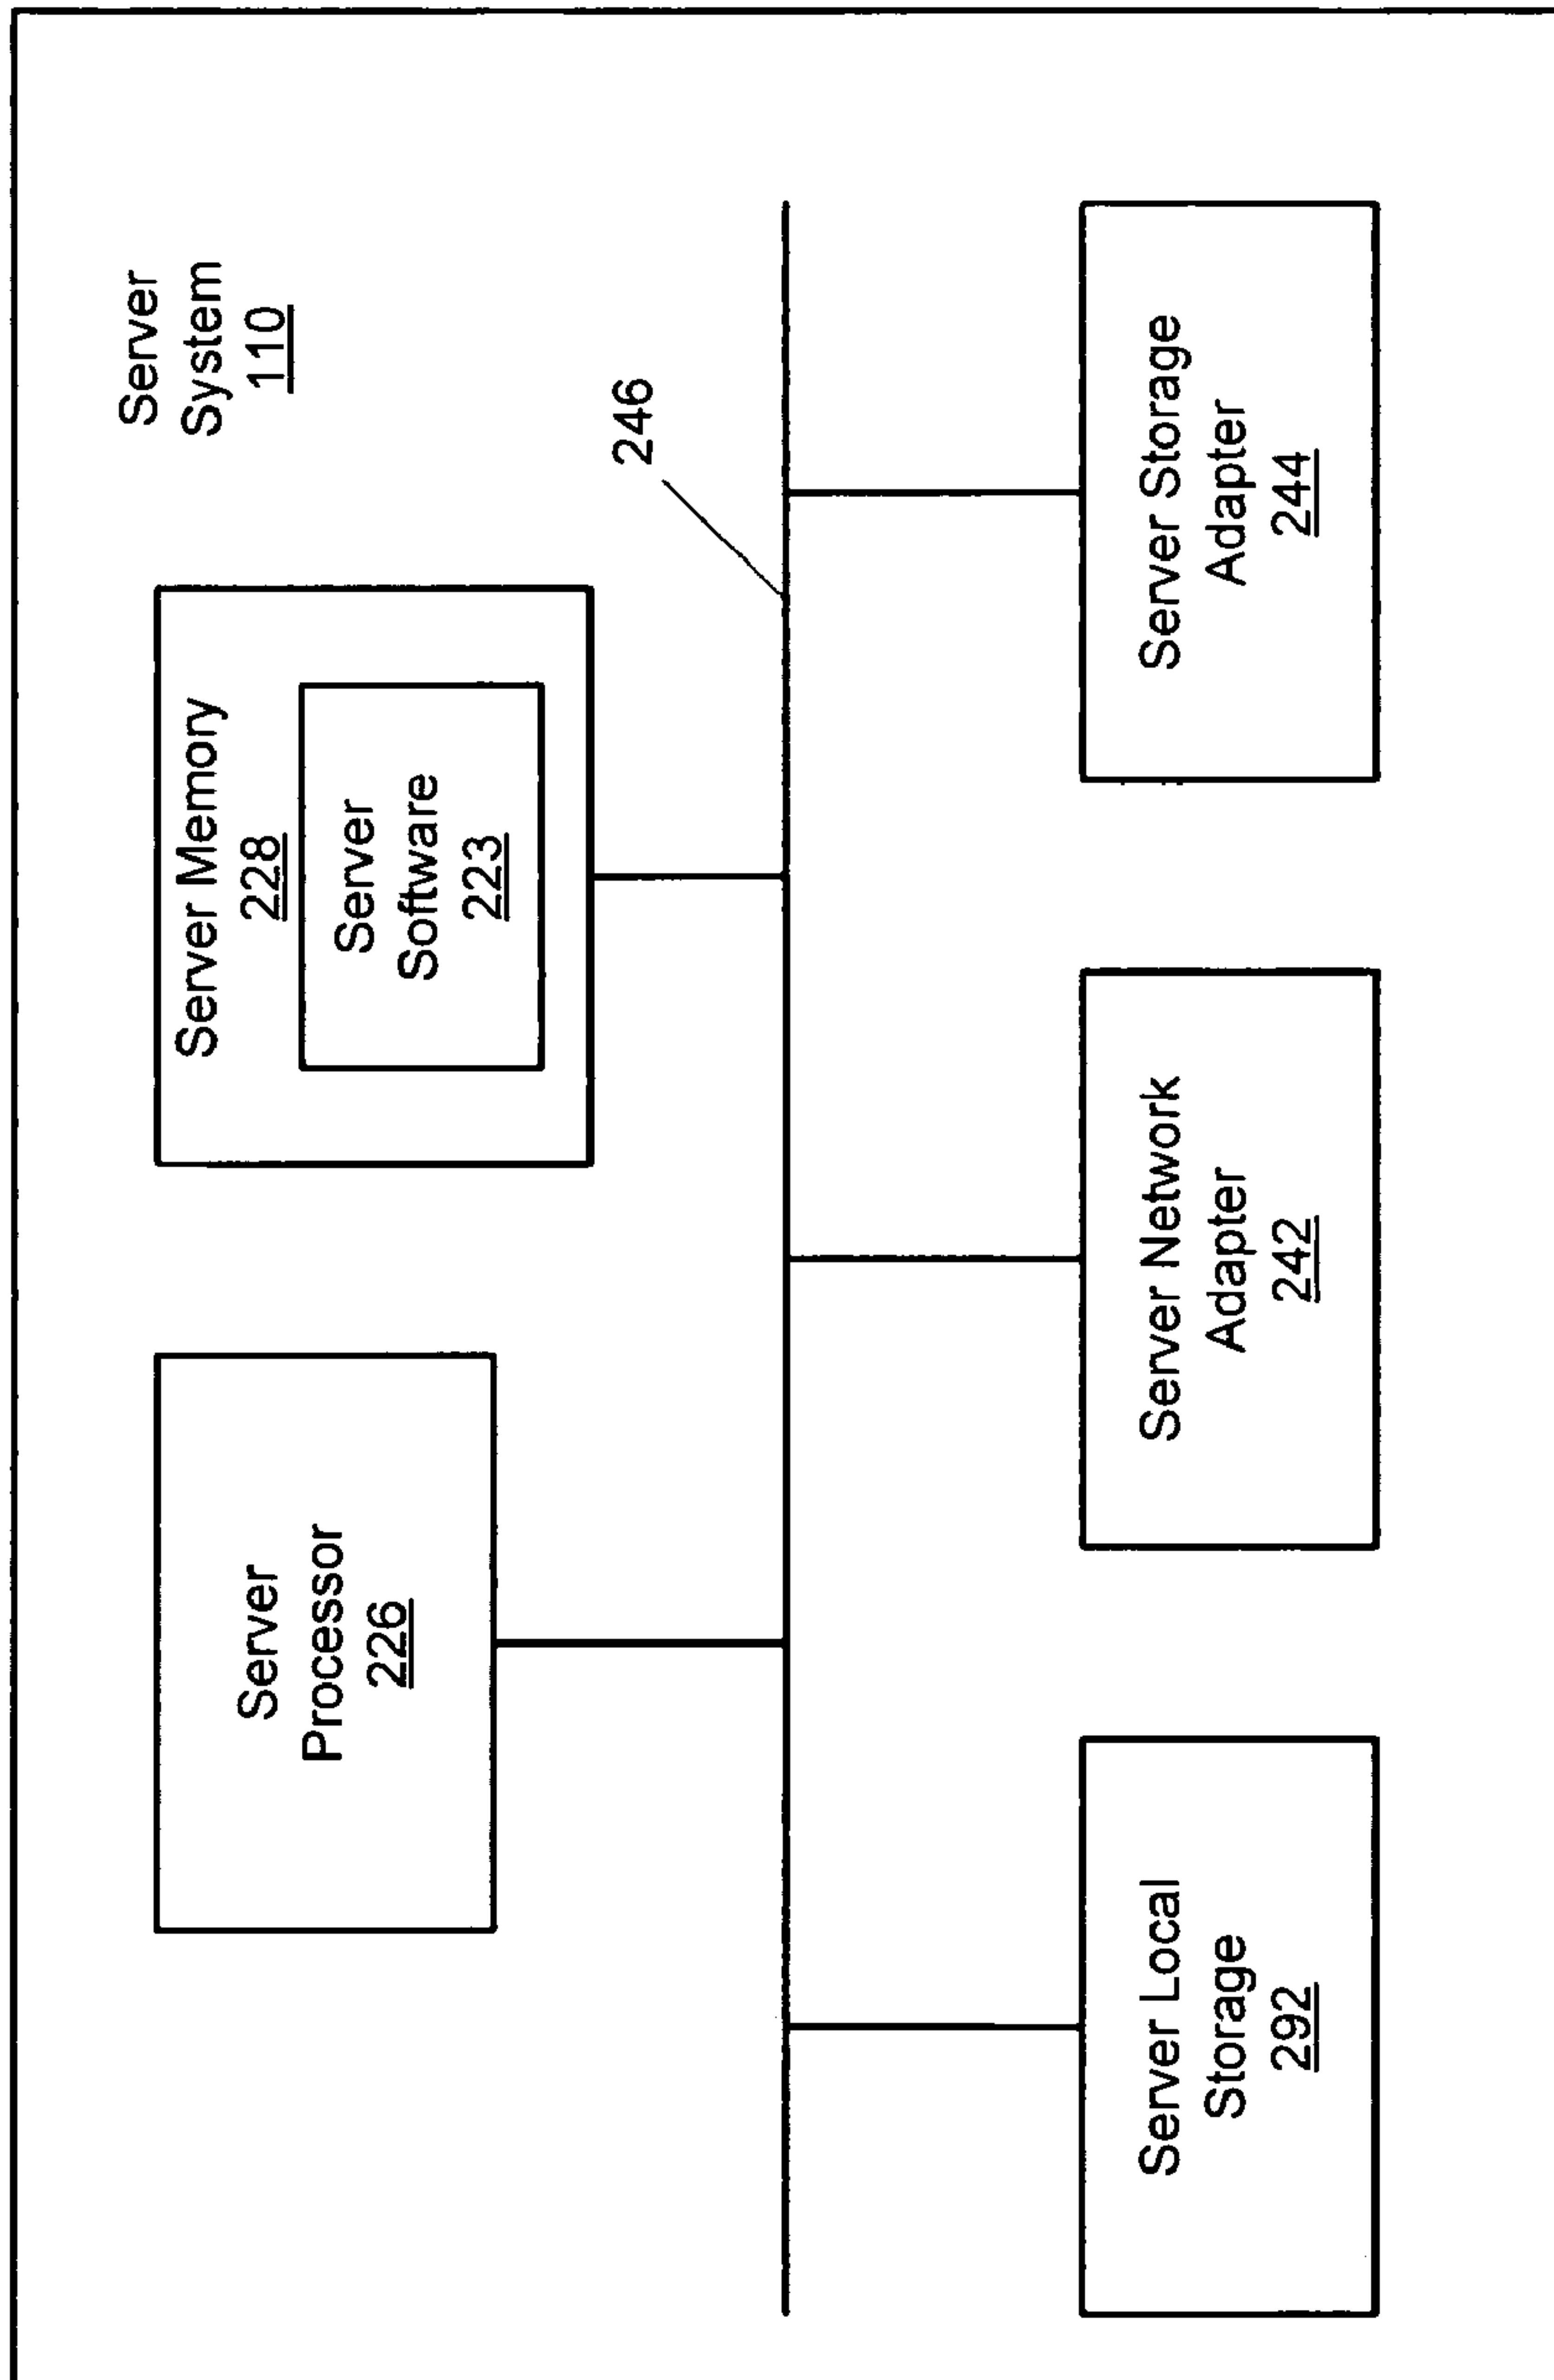 Server
System
110
Server
Processor
226
Server Memory
228
Server
Software
223
246
Server Local
Storage
292
Server Network
Adapter
242
Server Storage
Adapter
244